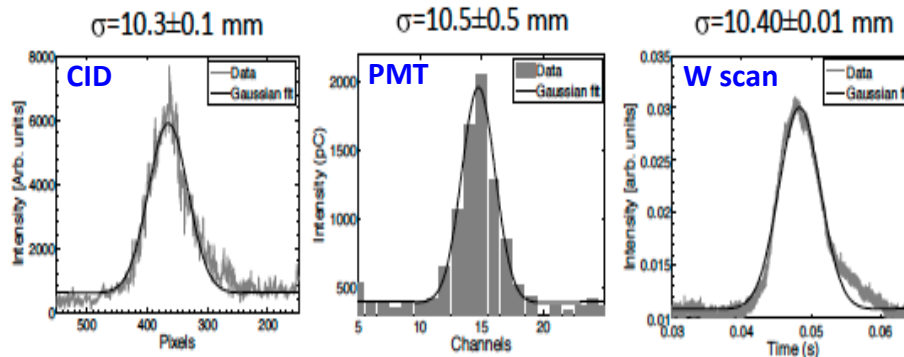 σ=10.3±0.1 mm
σ=10.5±0.5 mm
σ=10.40±0.01 mm
CID
Data
Gaussian fit
8000
6000
4000
2000
0
Intensity [Arb. units]
500
400
300
200
Pixels
PMT
Data
Gaussian fit
2000
1500
1000
500
Intensity (pC)
5
10
15
20
Channels
W scan
Data
Gaussian fit
0.035
0.03
0.025
0.02
0.015
0.01
Intensity [arb. units]
0.03
0.04
0.05
0.06
Time (s)